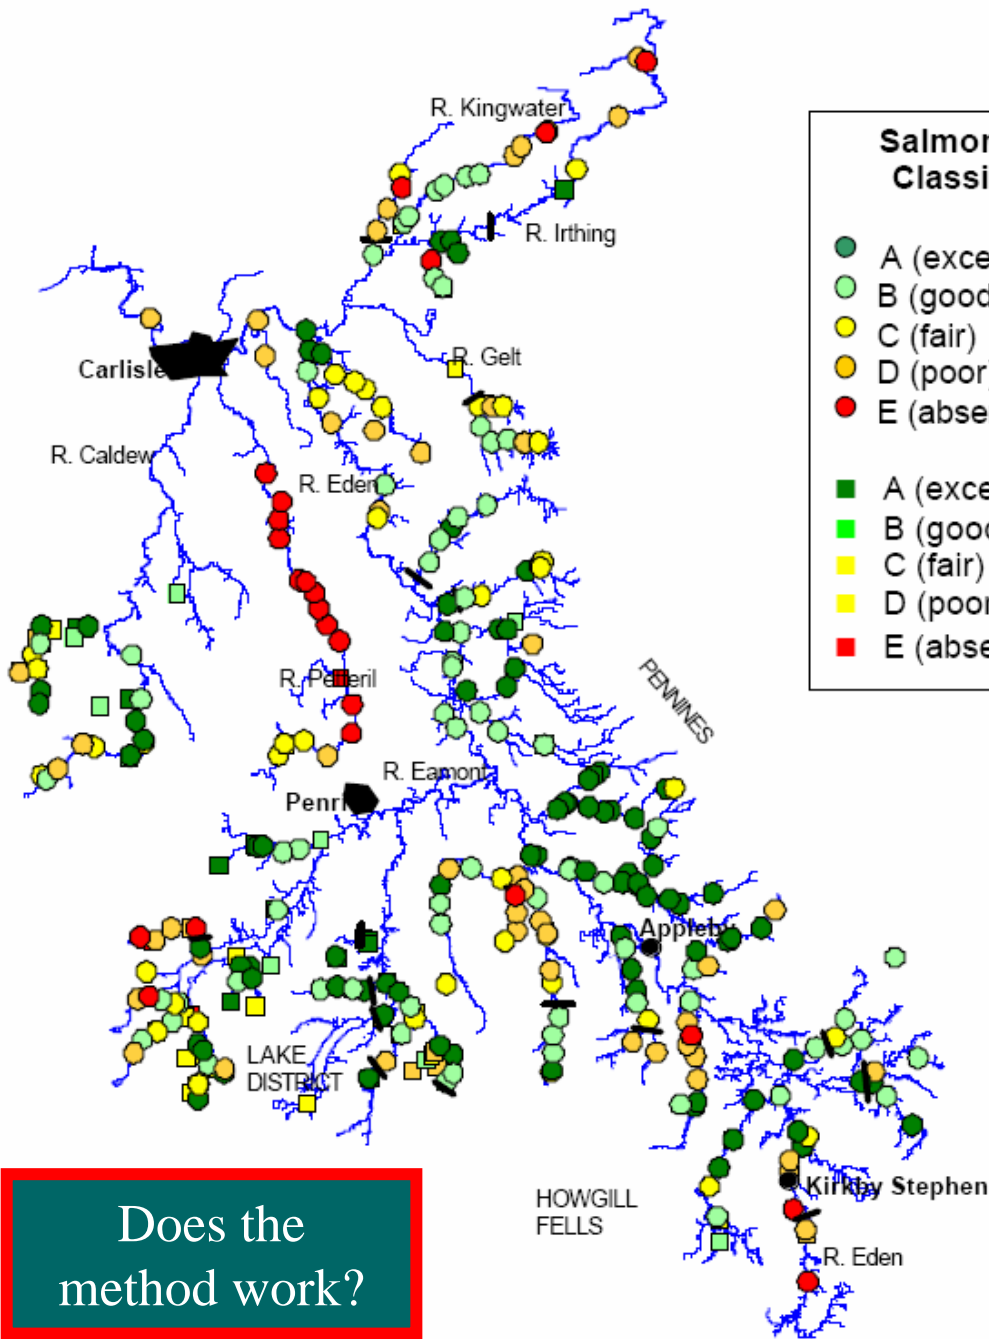 R. Kingwater
Salmon
Classi
R. Irthing
A (exce
B (good
C (fair)
D (poor)
E (abse
R. Gelt
Carlisle
R. Caldew
R. Eden
A (exce
B (good
C (fair)
D (poor
E (abse
R. Petteril
PENNINES
R. Eamont
Penri
Appleby
LAKE
DISTRICT
Kirkby Stephen
HOWGILL
FELLS
R. Eden
Does the
method work?